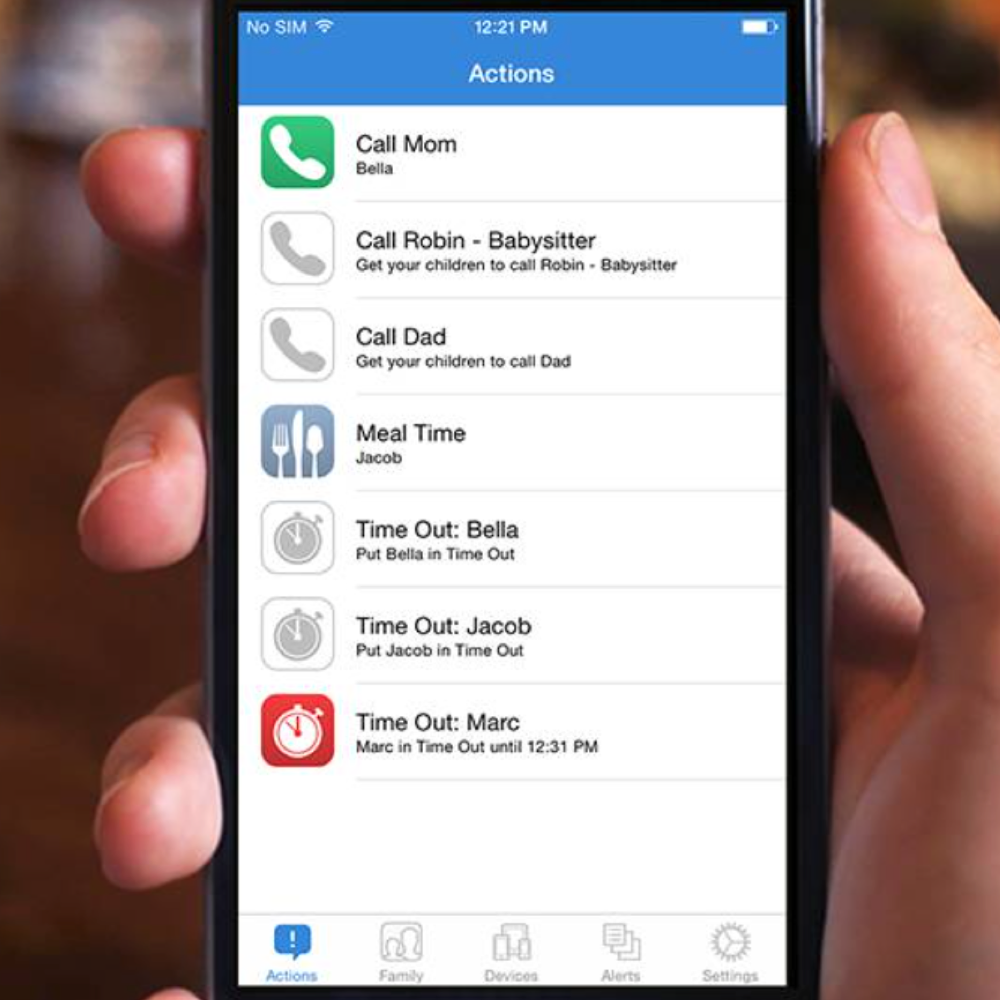 No SIM 12:21 PM
Actions
Call Mom
Bella
Call Robin - Babysitter
Get your children to call Robin - Babysitter
Call Dad
Get your children to call Dad
Meal Time
Jacob
Time Out: Bella
Put Bella in Time Out
Time Out: Jacob
Put Jacob in Time Out
Time Out: Marc
Marc in Time Out until 12:31 PM
Actions Family Devices Alerts Settings